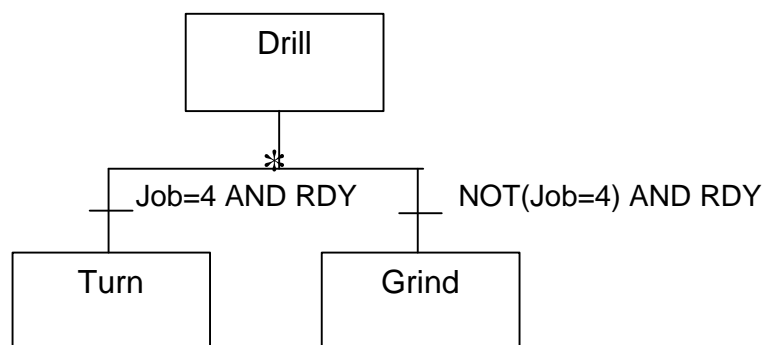 Drill
*
Job=4 AND RDY
NOT(Job=4) AND RDY
Turn
Grind